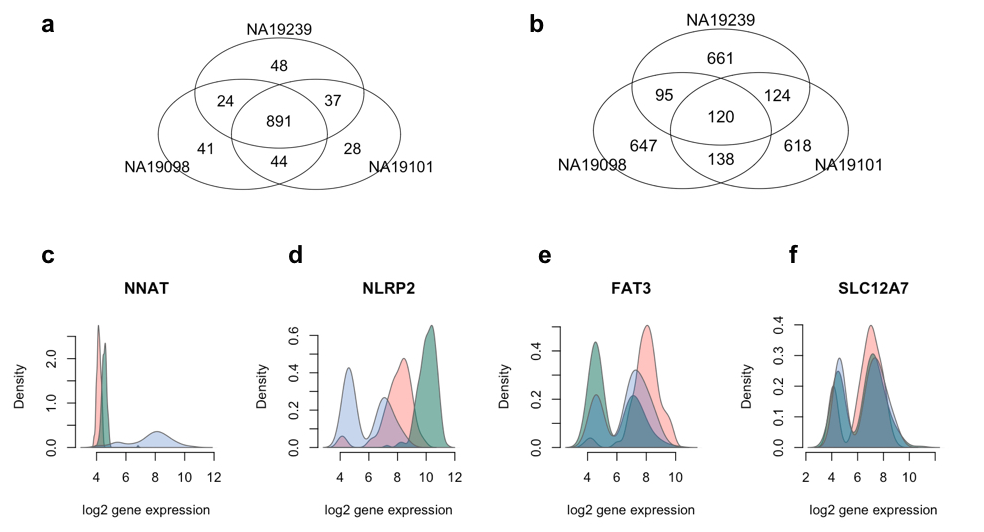 a
NA19239
48
24
37
891
41
44
28
NA19098
NA19101
b
NA19239
661
95
124
120
647
138
618
NA19098
NA19101
c
NNAT
Density
0.0
1.0
2.0
4 6 8 10 12
log2 gene expression
d
NLRP2
Density
0.0
0.2
0.4
0.6
4 6 8 10 12
log2 gene expression
e
FAT3
Density
0.0
0.2
0.4
4 6 8 10
log2 gene expression
f
SLC12A7
Density
0.0
0.1
0.2
0.3
0.4
2 4 6 8 10
log2 gene expression